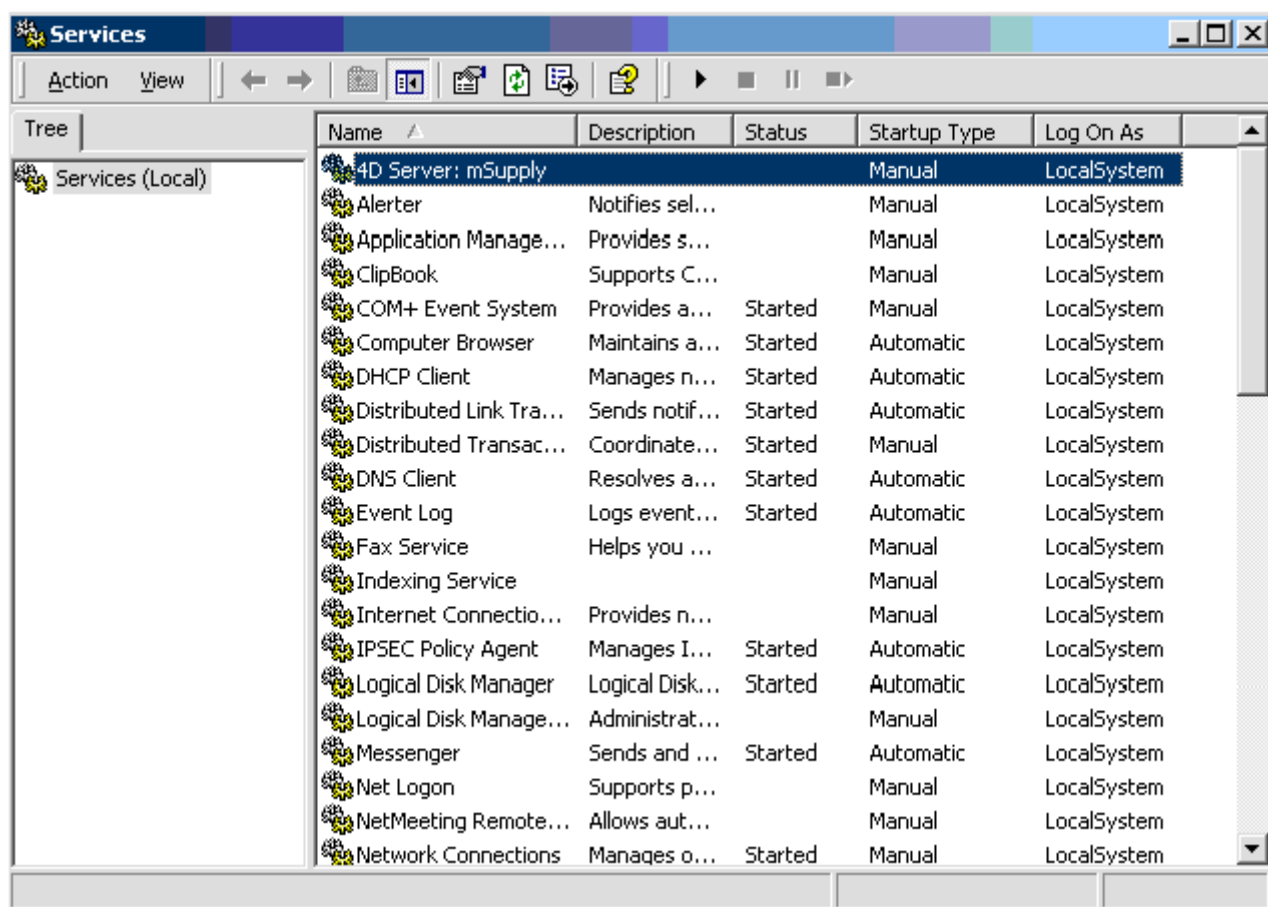 Services
Action View
Tree
Services (Local)
Name Description Status Startup Type Log On As
4D Server: mSupply Manual LocalSystem
Alerter Notifies sel... Manual LocalSystem
Application Manage... Provides s... Manual LocalSystem
ClipBook Supports C... Manual LocalSystem
COM+ Event System Provides a... Started Manual LocalSystem
Computer Browser Maintains a... Started Automatic LocalSystem
DHCP Client Manages n... Started Automatic LocalSystem
Distributed Link Tra... Sends notif... Started Automatic LocalSystem
Distributed Transac... Coordinate... Started Manual LocalSystem
DNS Client Resolves a... Started Automatic LocalSystem
Event Log Logs event... Started Automatic LocalSystem
Fax Service Helps you ... Manual LocalSystem
Indexing Service Manual LocalSystem
Internet Connectio... Provides n... Manual LocalSystem
IPSEC Policy Agent Manages I... Started Automatic LocalSystem
Logical Disk Manager Logical Disk... Started Automatic LocalSystem
Logical Disk Manage... Administrat... Manual LocalSystem
Messenger Sends and ... Started Automatic LocalSystem
Net Logon Supports p... Manual LocalSystem
NetMeeting Remote... Allows aut... Manual LocalSystem
Network Connections Manages o... Started Manual LocalSystem